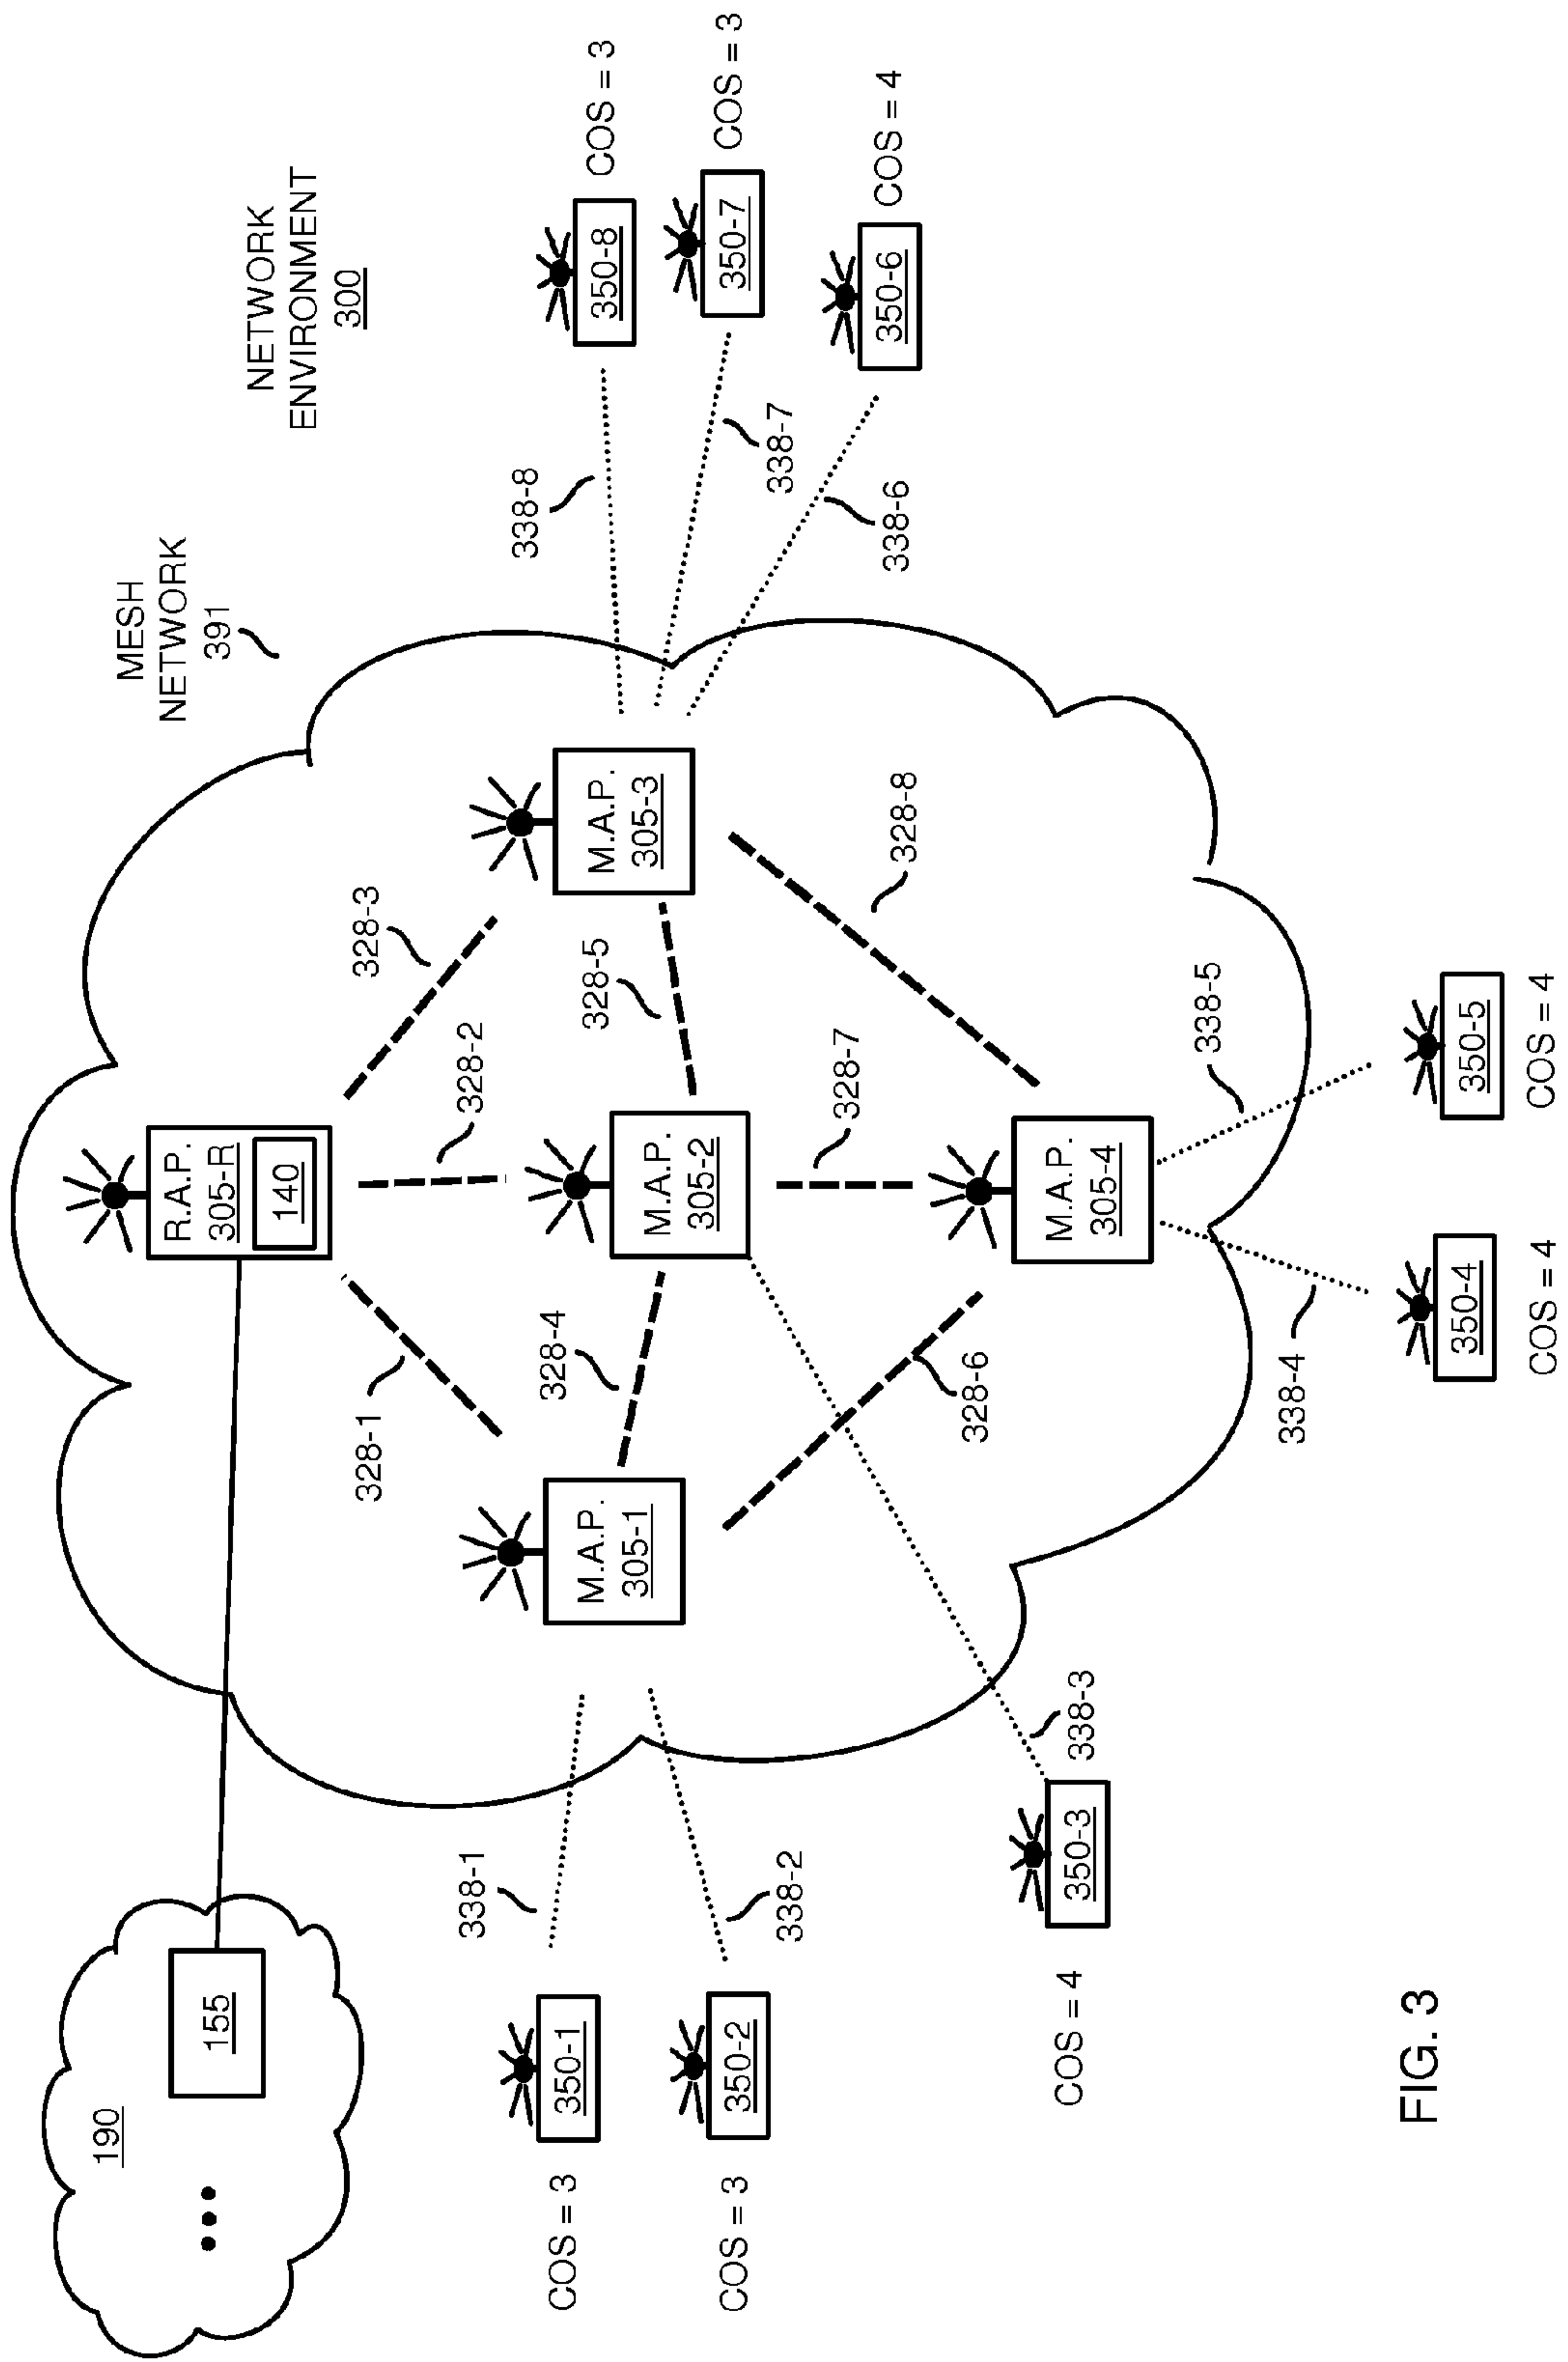 NETWORK
ENVIRONMENT
300
MESH
NETWORK
391
190
155
R.A.P.
305-R
140
328-1
328-2
328-3
M.A.P.
305-1
M.A.P.
305-2
M.A.P.
305-3
328-4
328-5
328-6
328-7
328-8
M.A.P.
305-4
338-1
338-2
338-3
338-4
338-5
338-6
338-7
338-8
350-1
COS = 3
350-2
COS = 3
350-3
COS = 4
350-4
COS = 4
350-5
COS = 4
350-6
COS = 4
350-7
COS = 3
350-8
COS = 3
FIG. 3